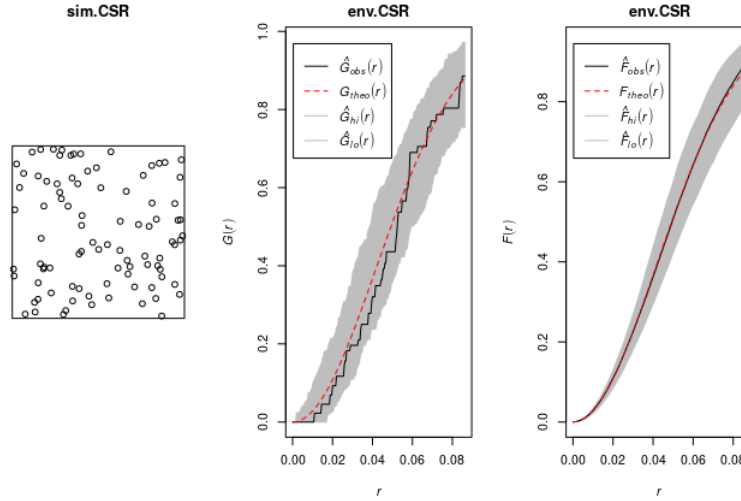 sim.CSR
env.CSR
Ĝobs(r)
Gtheo(r)
Ĝhi(r)
Ĝlo(r)
G(r)
0.0 0.2 0.4 0.6 0.8 1.0
0.00 0.02 0.04 0.06 0.08
r
env.CSR
F̂obs(r)
Ftheo(r)
F̂hi(r)
F̂lo(r)
F(r)
0.0 0.2 0.4 0.6 0.8
0.00 0.02 0.04 0.06 0.08
r